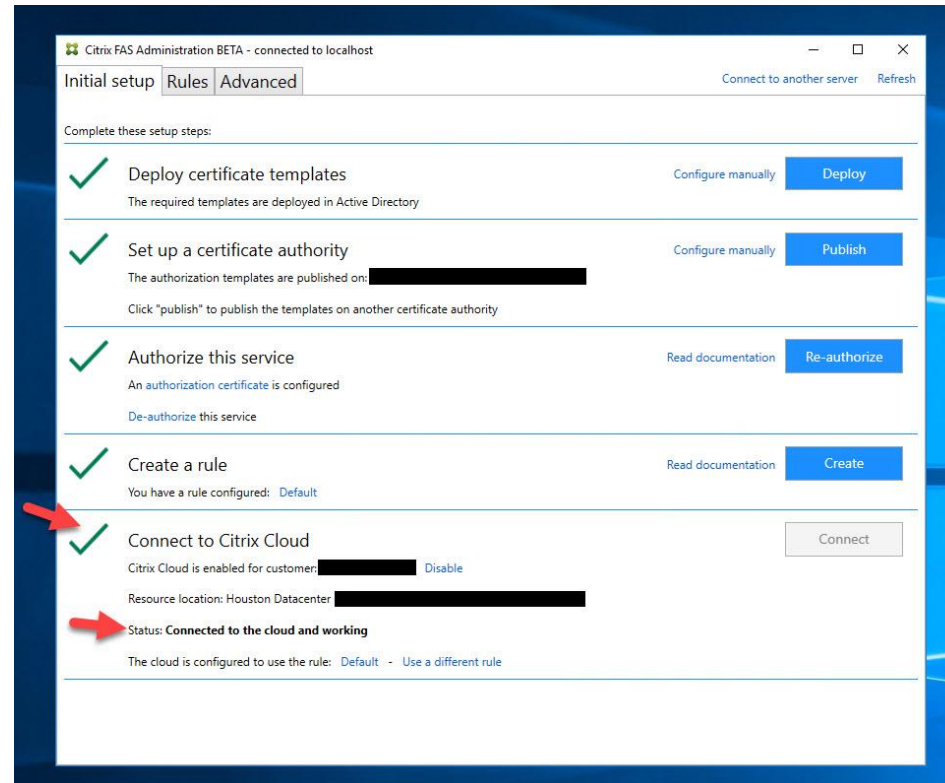 Citrix FAS Administration BETA - connected to localhost
Initial setup Rules Advanced Connect to another server Refresh
Complete these setup steps:
Deploy certificate templates Configure manually Deploy
The required templates are deployed in Active Directory
Set up a certificate authority Configure manually Publish
The authorization templates are published on:
Click "publish" to publish the templates on another certificate authority
Authorize this service Read documentation Re-authorize
An authorization certificate is configured
De-authorize this service
Create a rule Read documentation Create
You have a rule configured: Default
Connect to Citrix Cloud Connect
Citrix Cloud is enabled for customer: Disable
Resource location: Houston Datacenter
Status: Connected to the cloud and working
The cloud is configured to use the rule: Default - Use a different rule